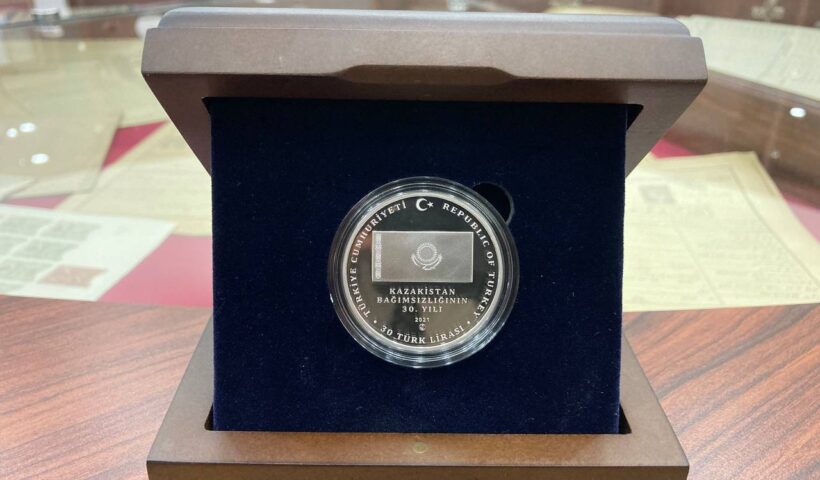 TÜRKİYE CUMHURİYETİ
REPUBLIC OF TURKEY
KAZAKİSTAN
BAĞIMSIZLIĞININ
30. YILI
2021
30 TÜRK LİRASI